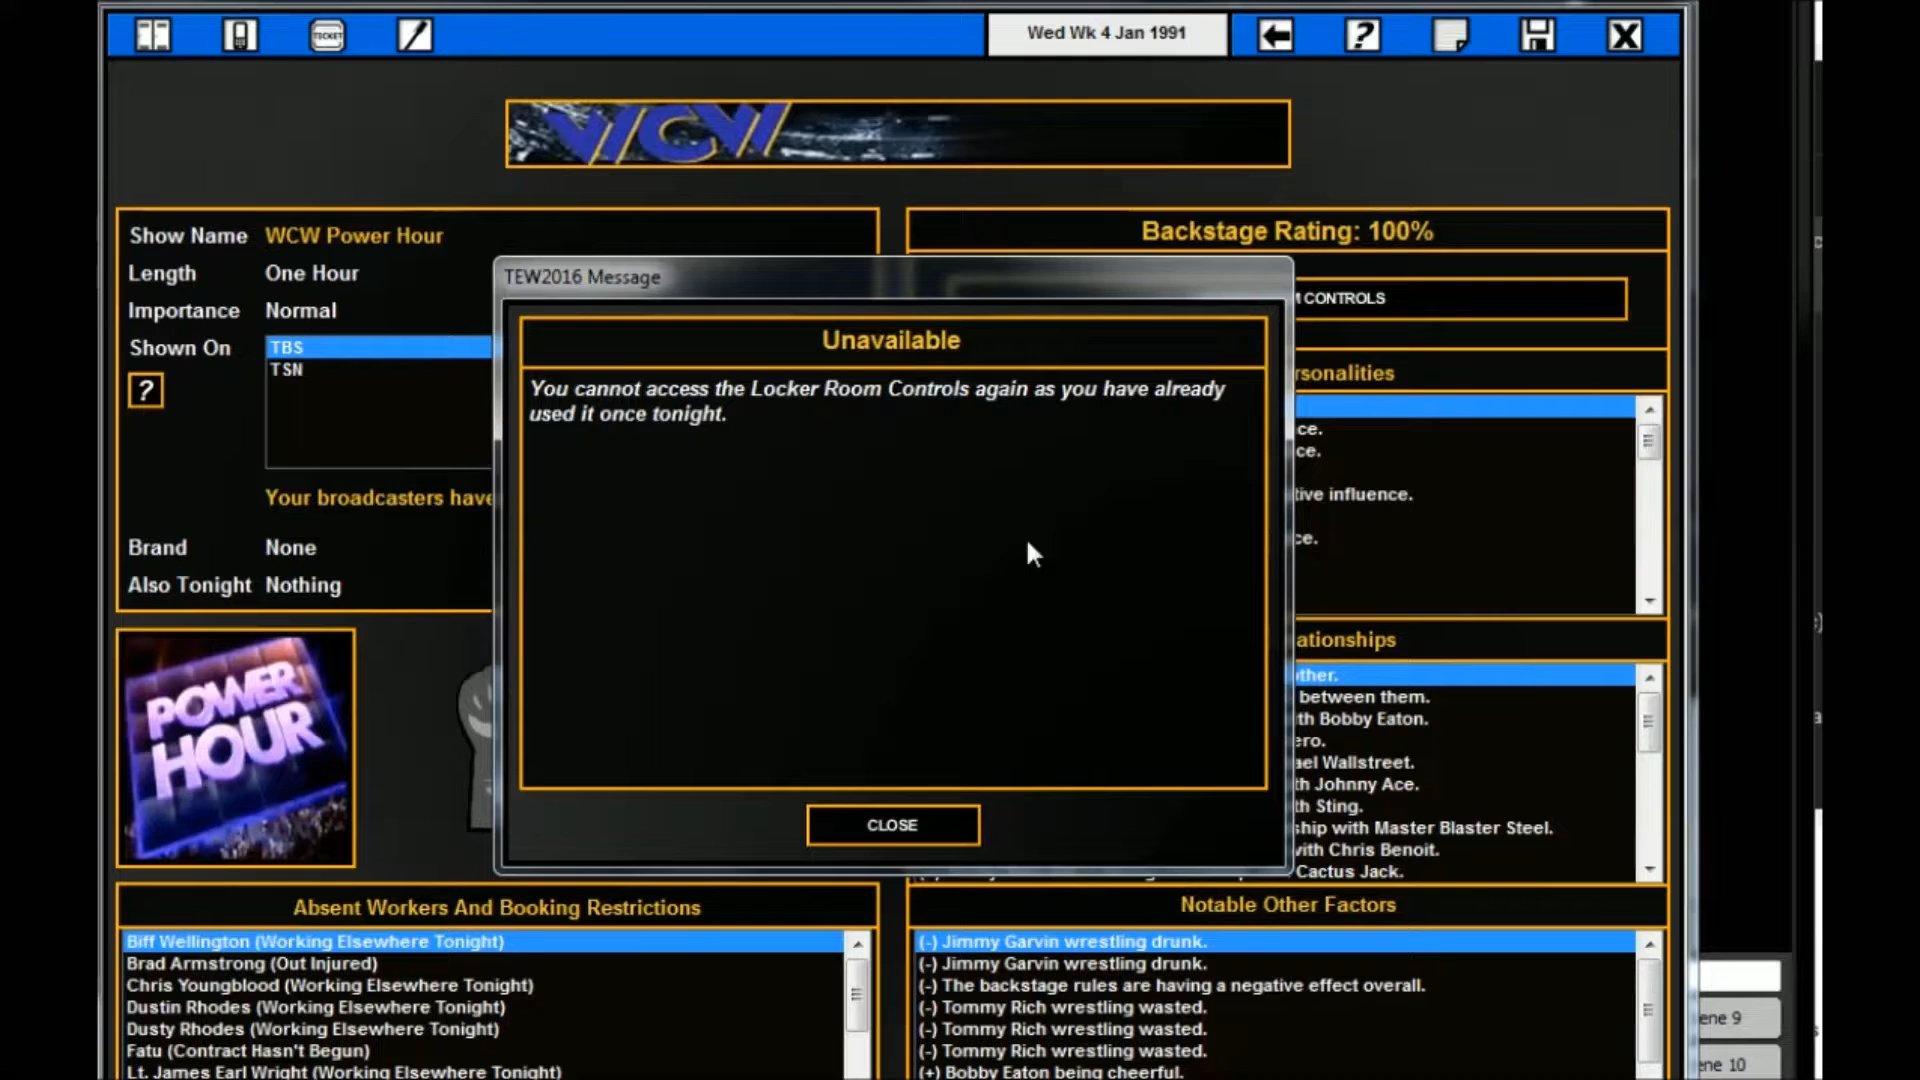 TICKET
Wed Wk 4 Jan 1991
?
X
WCW
Show Name WCW Power Hour
Length One Hour
Importance Normal
Shown On TBS
TSN
?
Your broadcasters have
Brand None
Also Tonight Nothing
POWER
HOUR
Backstage Rating: 100%
CONTROLS
rsonalities
ce.
ce.
tive influence.
ce.
ationships
other.
between them.
th Bobby Eaton.
ero.
ael Wallstreet.
th Johnny Ace.
th Sting.
ship with Master Blaster Steel.
with Chris Benoit.
Cactus Jack.
TEW2016 Message
Unavailable
You cannot access the Locker Room Controls again as you have already
used it once tonight.
CLOSE
Absent Workers And Booking Restrictions
Biff Wellington (Working Elsewhere Tonight)
Brad Armstrong (Out Injured)
Chris Youngblood (Working Elsewhere Tonight)
Dustin Rhodes (Working Elsewhere Tonight)
Dusty Rhodes (Working Elsewhere Tonight)
Fatu (Contract Hasn't Begun)
Lt. James Earl Wright (Working Elsewhere Tonight)
Notable Other Factors
(-) Jimmy Garvin wrestling drunk.
(-) Jimmy Garvin wrestling drunk.
(-) The backstage rules are having a negative effect overall.
(-) Tommy Rich wrestling wasted.
(-) Tommy Rich wrestling wasted.
(-) Tommy Rich wrestling wasted.
(+) Bobby Eaton being cheerful.
ene 9
ene 10